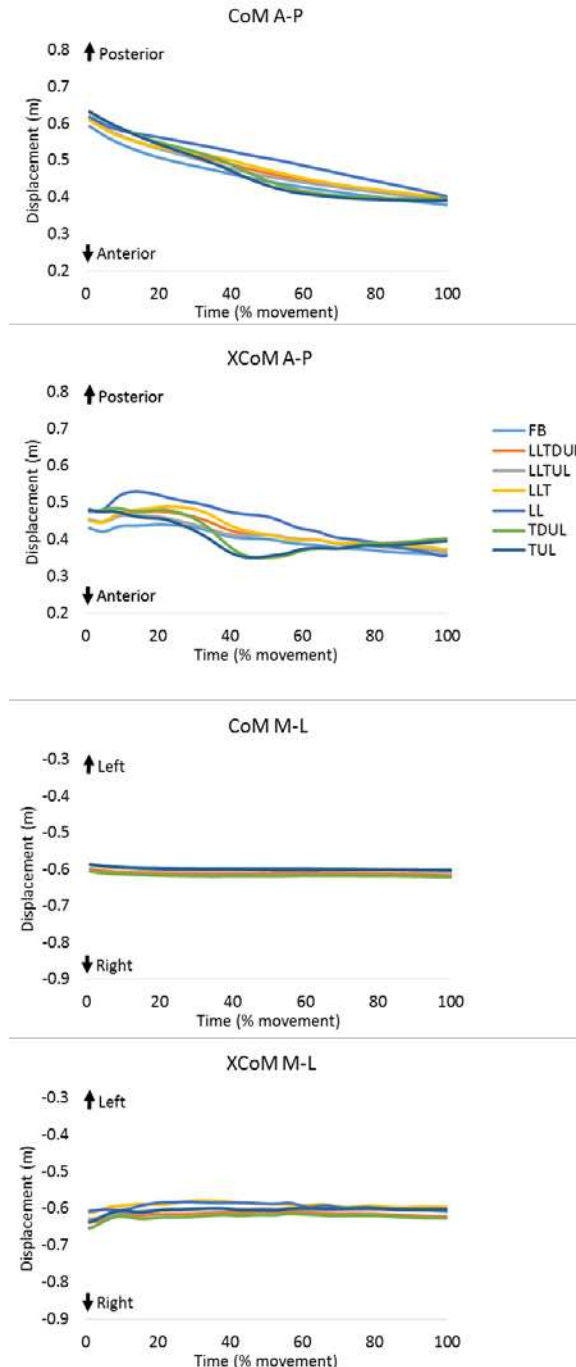 CoM A-P
0.8
Posterior
0.7
0.6
0.5
0.4
0.3
Anterior
0.2
Displacement (m)
0 20 40 60 80 100
Time (% movement)
XCoM A-P
0.8
Posterior
0.7
0.6
0.5
0.4
0.3
Anterior
0.2
Displacement (m)
0 20 40 60 80 100
Time (% movement)
FB
LLTDUL
LLTUL
LLT
LL
TDUL
TUL
CoM M-L
-0.3
Left
-0.4
-0.5
-0.6
-0.7
-0.8
Right
-0.9
Displacement (m)
0 20 40 60 80 100
Time (% movement)
XCoM M-L
-0.3
Left
-0.4
-0.5
-0.6
-0.7
-0.8
Right
-0.9
Displacement (m)
0 20 40 60 80 100
Time (% movement)